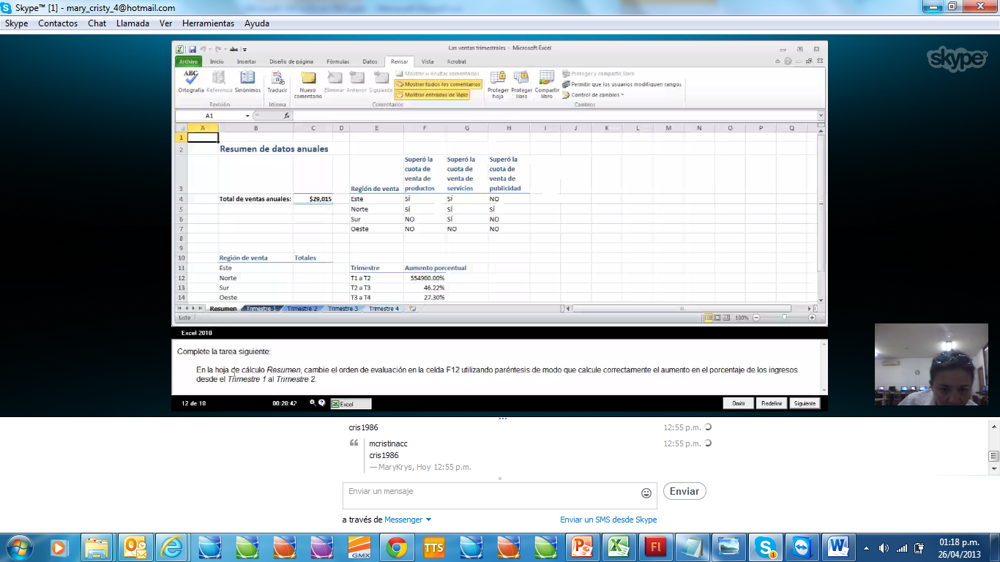 Skype™ [1] - mary_cristy_4@hotmail.com
Skype Contactos Chat Llamada Ver Herramientas Ayuda
skype
Las ventas trimestrales - Microsoft Excel
Archivo Inicio Insertar Diseño de página Fórmulas Datos Revisar Vista Acrobat
ABC
Ortografía Referencia Sinónimos
Traducir
Nuevo comentario
Eliminar Anterior Siguiente
Mostrar u ocultar comentarios
Mostrar todos los comentarios
Mostrar entradas de lápiz
Proteger hoja
Proteger libro
Compartir libro
Proteger y compartir libro
Permitir que los usuarios modifiquen rangos
Control de cambios
Revisión Idioma Comentarios Cambios
A1 fx
A B C D E F G H I J K L M N O P Q
1
2 Resumen de datos anuales
3 Región de venta Superó la cuota de venta de productos Superó la cuota de venta de servicios Superó la cuota de venta de publicidad
4 Total de ventas anuales: $29,015 Este SÍ SÍ NO
5 Norte SÍ SÍ SÍ
6 Sur NO SÍ NO
7 Oeste NO NO NO
8
9
10 Región de venta Totales
11 Este Trimestre Aumento porcentual
12 Norte T1 a T2 554900.00%
13 Sur T2 a T3 46.22%
14 Oeste T3 a T4 27.30%
Resumen Trimestre 1 Trimestre 2 Trimestre 3 Trimestre 4
Listo 100%
Excel 2010
Complete la tarea siguiente:
En la hoja de cálculo Resumen, cambie el orden de evaluación en la celda F12 utilizando paréntesis de modo que calcule correctamente el aumento en el porcentaje de los ingresos
desde el Trimestre 1 al Trimestre 2.
12 de 18 00:28:42 Excel Omitir Redefinir Siguiente
cris1986 12:55 p.m.
mcristinacc 12:55 p.m.
cris1986
— MaryKrys, Hoy 12:55 p.m.
Enviar un mensaje Enviar
a través de Messenger Enviar un SMS desde Skype
TTS
GMX
Fl
1
01:18 p.m.
26/04/2013